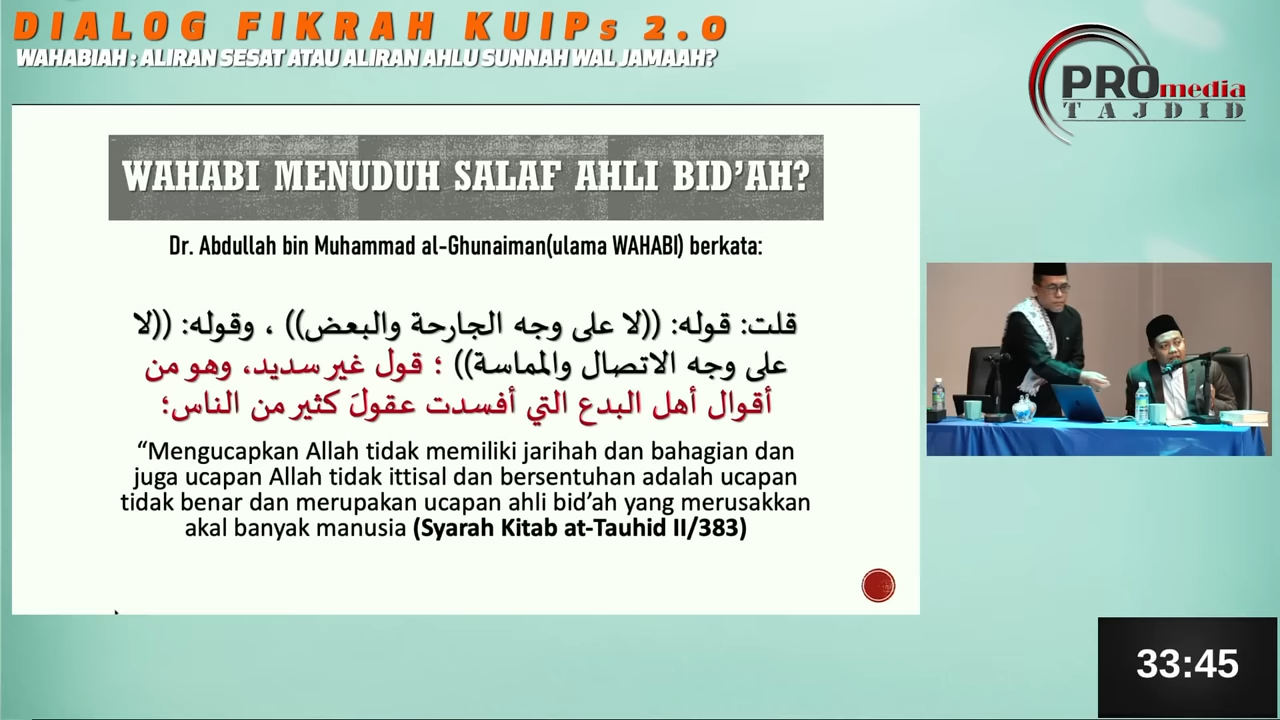 DIALOG FIKRAH KUIPs 2.0
WAHABIAH : ALIRAN SESAT ATAU ALIRAN AHLU SUNNAH WAL JAMAAH?
PROmedia
TAJDID
WAHABI MENUDUH SALAF AHLI BID’AH?
Dr. Abdullah bin Muhammad al-Ghunaiman(ulama WAHABI) berkata:
قلت: قوله: ((لا على وجه الجارحة والبعض)) ، وقوله: ((لا
على وجه الاتصال والمماسة)) ؛ قول غير سديد، وهو من
أقوال أهل البدع التي أفسدت عقولَ كثير من الناس؛
“Mengucapkan Allah tidak memiliki jarihah dan bahagian dan
juga ucapan Allah tidak ittisal dan bersentuhan adalah ucapan
tidak benar dan merupakan ucapan ahli bid’ah yang merusakkan
akal banyak manusia (Syarah Kitab at-Tauhid II/383)
33:45